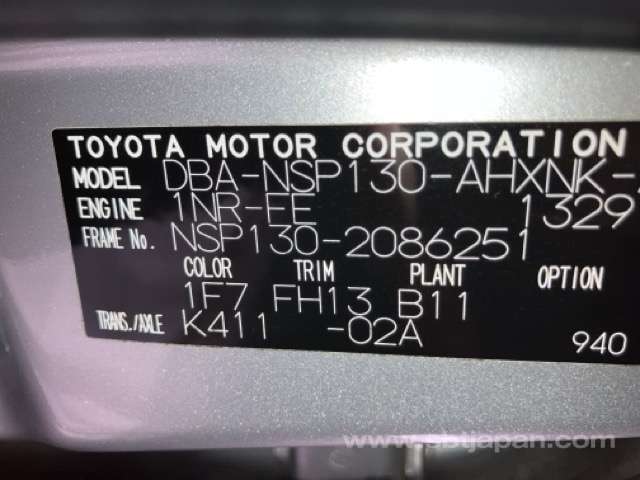 TOYOTA MOTOR CORPORATION
MODEL DBA-NSP130-AHXNK-
ENGINE 1NR-FE 1329
FRAME No. NSP130-2086251
COLOR TRIM PLANT OPTION
1F7 FH13 B11
TRANS./AXLE K411 -02A
940
www.sbtjapan.com